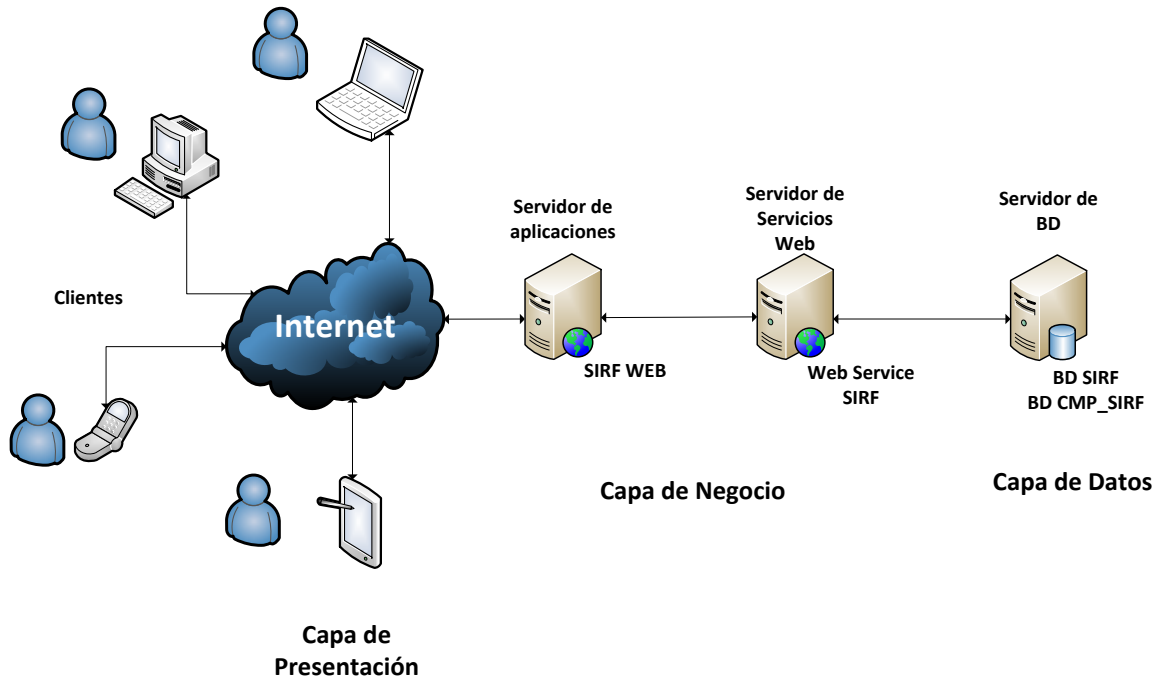 Servidor de
aplicaciones
Servidor de
Servicios
Web
Servidor de
BD
Clientes
Internet
SIRF WEB
Web Service
SIRF
BD SIRF
BD CMP_SIRF
Capa de Negocio
Capa de Datos
Capa de
Presentación